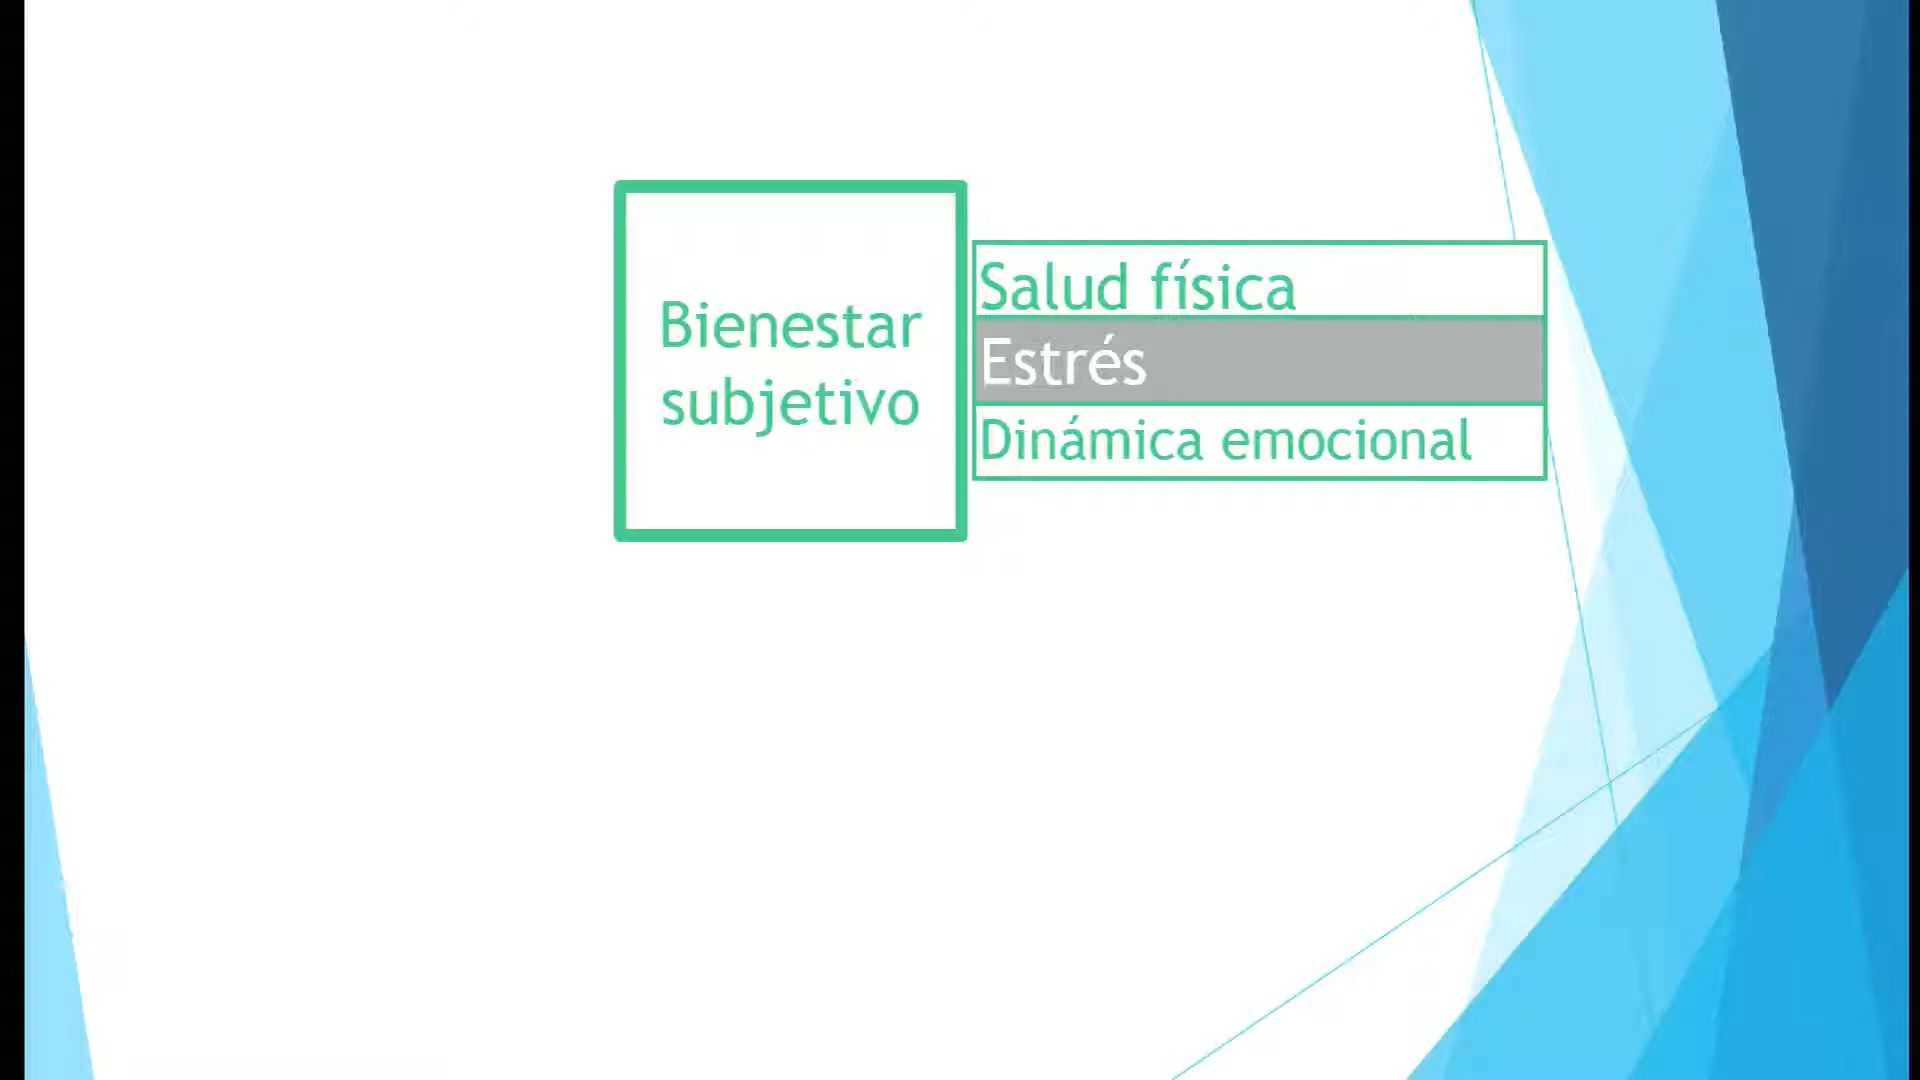 Bienestar
subjetivo
Salud física
Estrés
Dinámica emocional